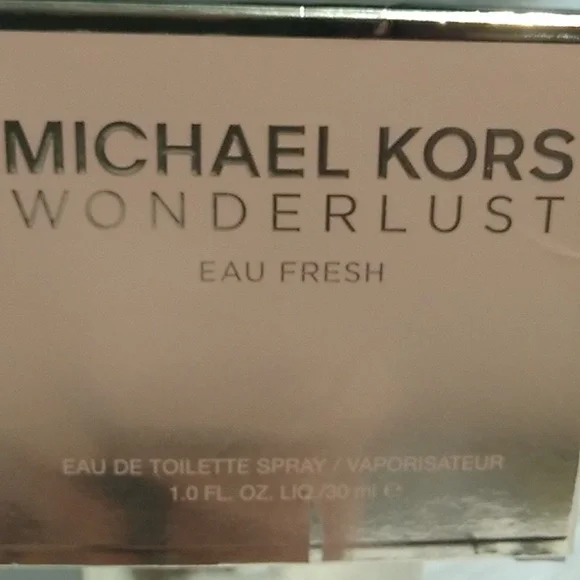 MICHAEL KORS
WONDERLUST
EAU FRESH
EAU DE TOILETTE SPRAY / VAPORISATEUR
1.0 FL. OZ. LIQ./30 ml ℮